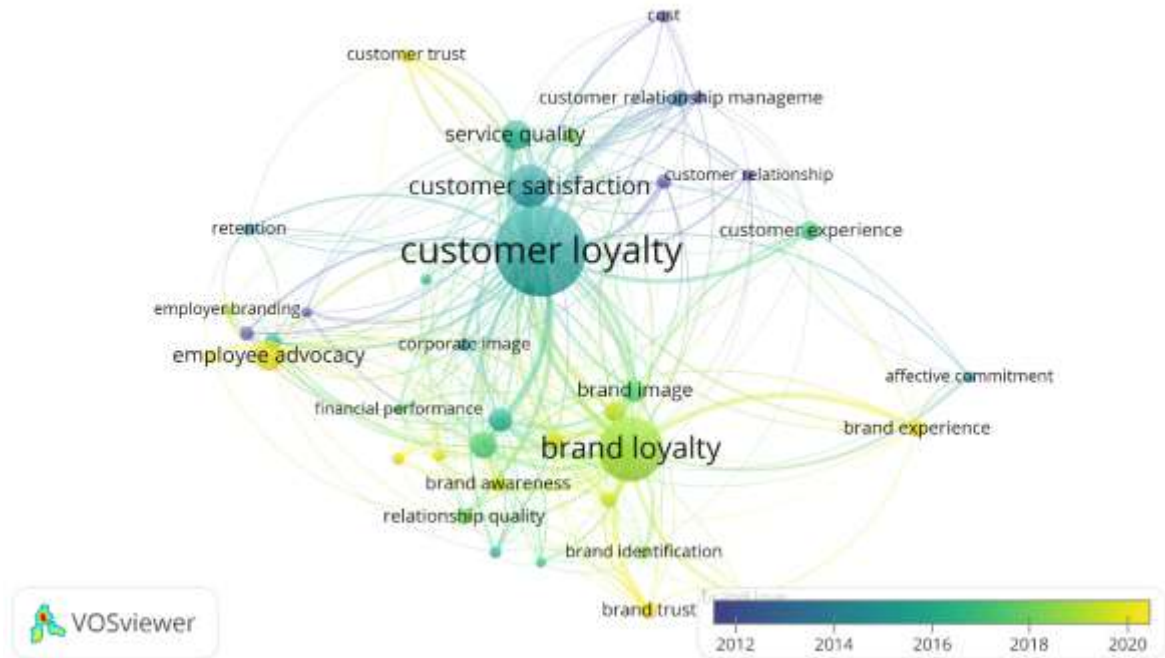 cost
customer trust
customer relationship manageme
service quality
customer relationship
customer satisfaction
retention
customer experience
customer loyalty
employer branding
corporate image
employee advocacy
affective commitment
brand image
financial performance
brand experience
brand loyalty
brand awareness
relationship quality
brand identification
brand trust
VOSviewer
2012 2014 2016 2018 2020